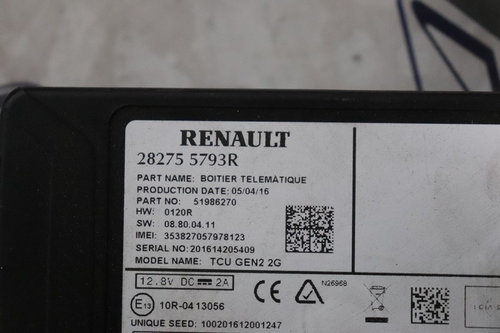 RENAULT
28275 5793R
PART NAME: BOITIER TELEMATIQUE
PRODUCTION DATE: 05/04/16
PART NO: 51986270
HW: 0120R
SW: 08.80.04.11
IMEI: 353827057978123
SERIAL NO:201614205409
MODEL NAME: TCU GEN2 2G
12.8V DC 2A
CE N26968
E13 10R-0413056
UNIQUE SEED: 100201612001247